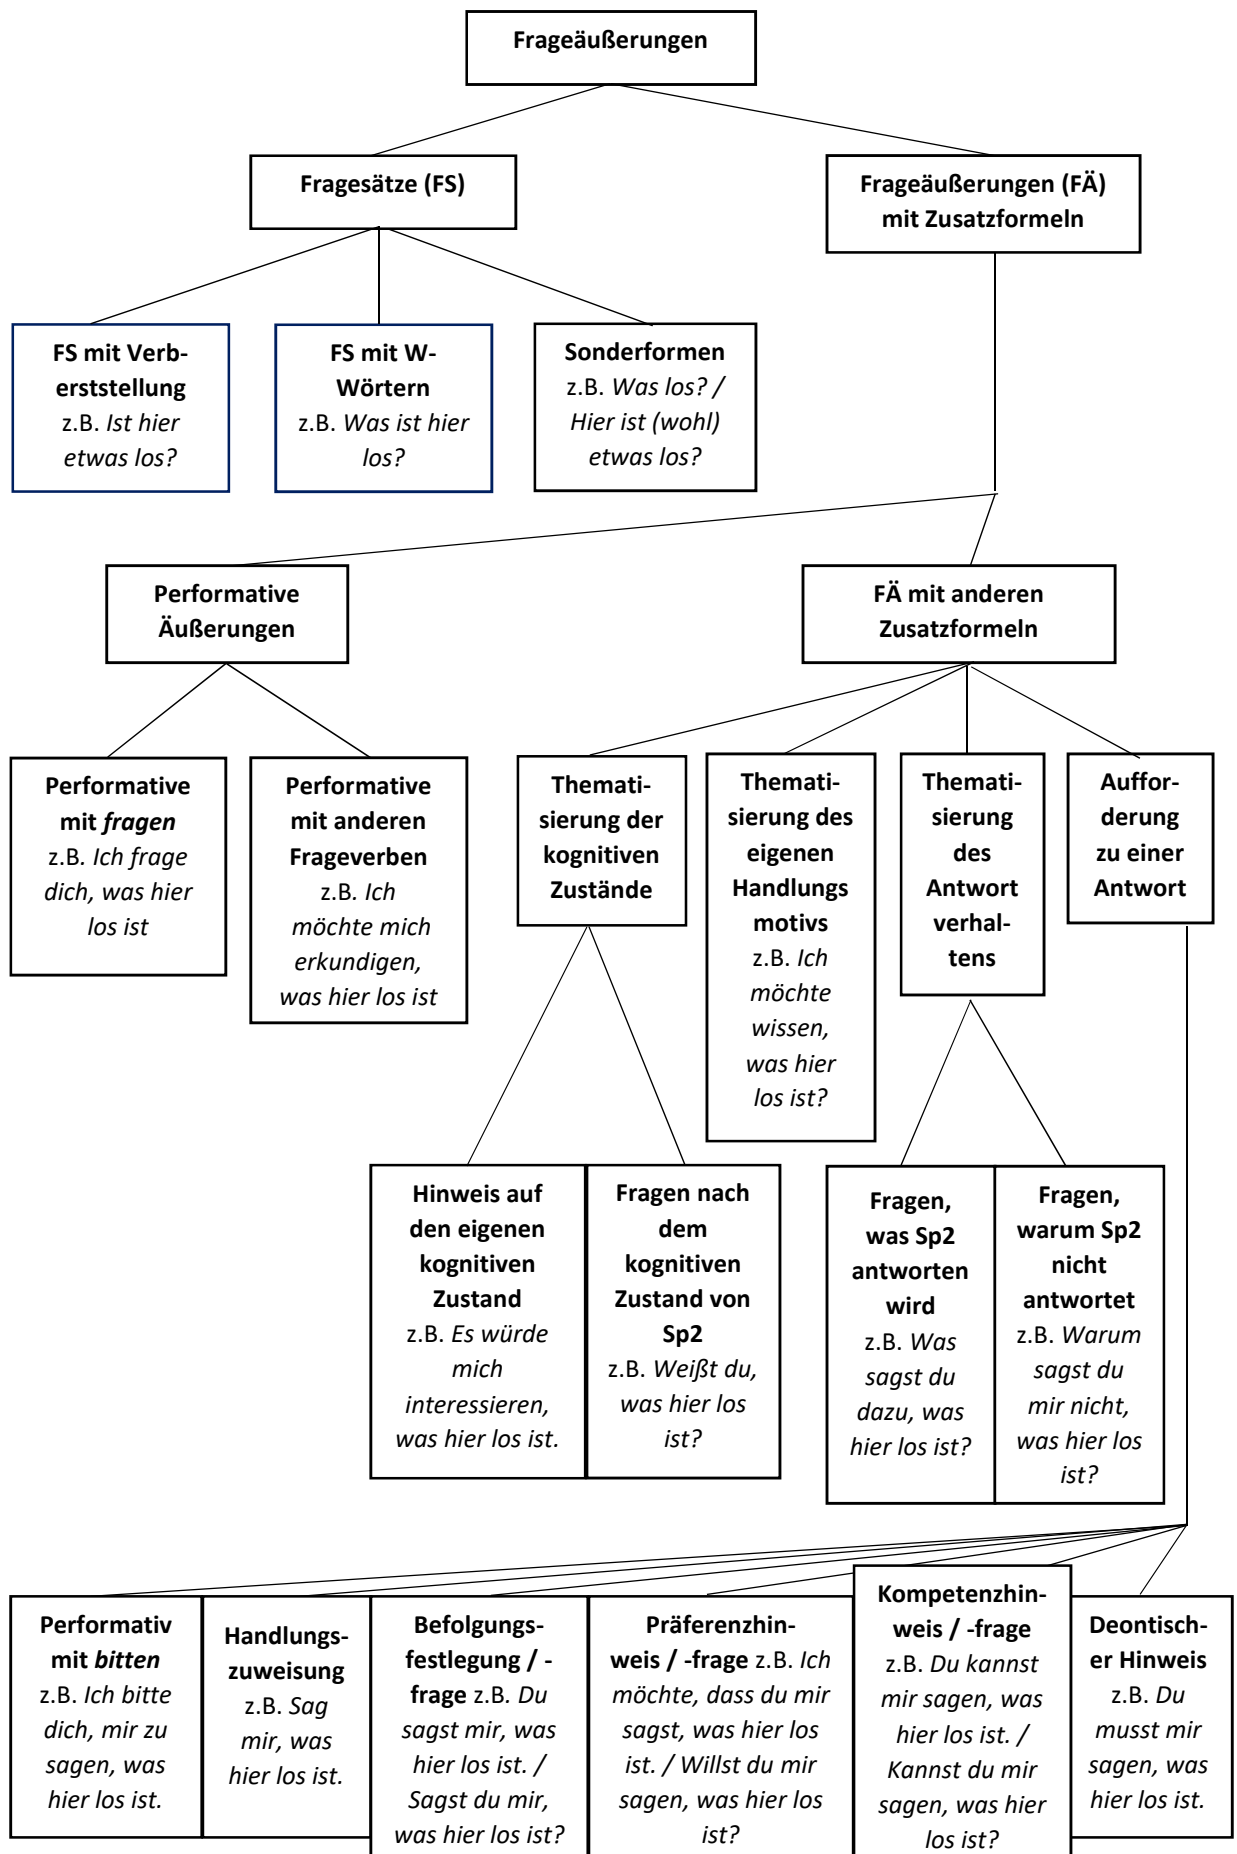 Frageäußerungen
Fragesätze (FS)
Frageäußerungen (FÄ)
mit Zusatzformeln
FS mit Verb-
erststellung
z.B. Ist hier
etwas los?
FS mit W-
Wörtern
z.B. Was ist hier
los?
Sonderformen
z.B. Was los? /
Hier ist (wohl)
etwas los?
Performative
Äußerungen
FÄ mit anderen
Zusatzformeln
Performative
mit fragen
z.B. Ich frage
dich, was hier
los ist
Performative
mit anderen
Frageverben
z.B. Ich
möchte mich
erkundigen,
was hier los ist
Themati-
sierung der
kognitiven
Zustände
Themati-
sierung des
eigenen
Handlungs
motivs
z.B. Ich
möchte
wissen,
was hier
los ist?
Themati-
sierung
des
Antwort
verhal-
tens
Auffor-
derung
zu einer
Antwort
Hinweis auf
den eigenen
kognitiven
Zustand
z.B. Es würde
mich
interessieren,
was hier los ist.
Fragen nach
dem
kognitiven
Zustand von
Sp2
z.B. Weißt du,
was hier los
ist?
Fragen,
was Sp2
antworten
wird
z.B. Was
sagst du
dazu, was
hier los ist?
Fragen,
warum Sp2
nicht
antwortet
z.B. Warum
sagst du
mir nicht,
was hier los
ist?
Performativ
mit bitten
z.B. Ich bitte
dich, mir zu
sagen, was
hier los ist.
Handlungs-
zuweisung
z.B. Sag
mir, was
hier los ist.
Befolgungs-
festlegung / -
frage z.B. Du
sagst mir, was
hier los ist. /
Sagst du mir,
was hier los ist?
Präferenzhin-
weis / -frage z.B. Ich
möchte, dass du mir
sagst, was hier los
ist. / Willst du mir
sagen, was hier los
ist?
Kompetenzhin-
weis / -frage
z.B. Du kannst
mir sagen, was
hier los ist. /
Kannst du mir
sagen, was hier
los ist?
Deontisch-
er Hinweis
z.B. Du
musst mir
sagen, was
hier los ist.